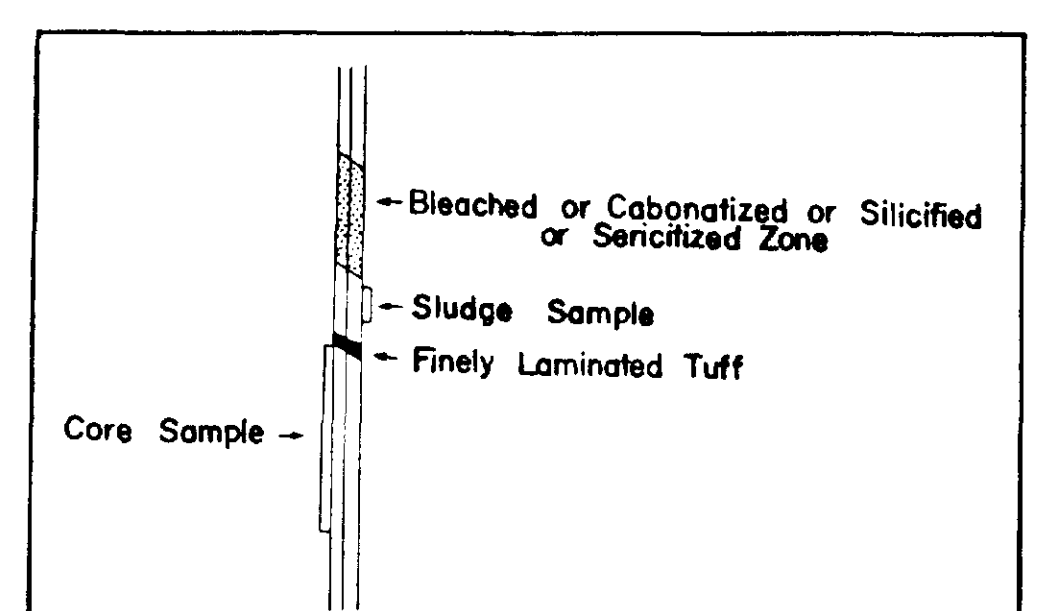 Bleached or Cabonatized or Silicified
or Sericitized Zone
Sludge Sample
Finely Laminated Tuff
Core Sample